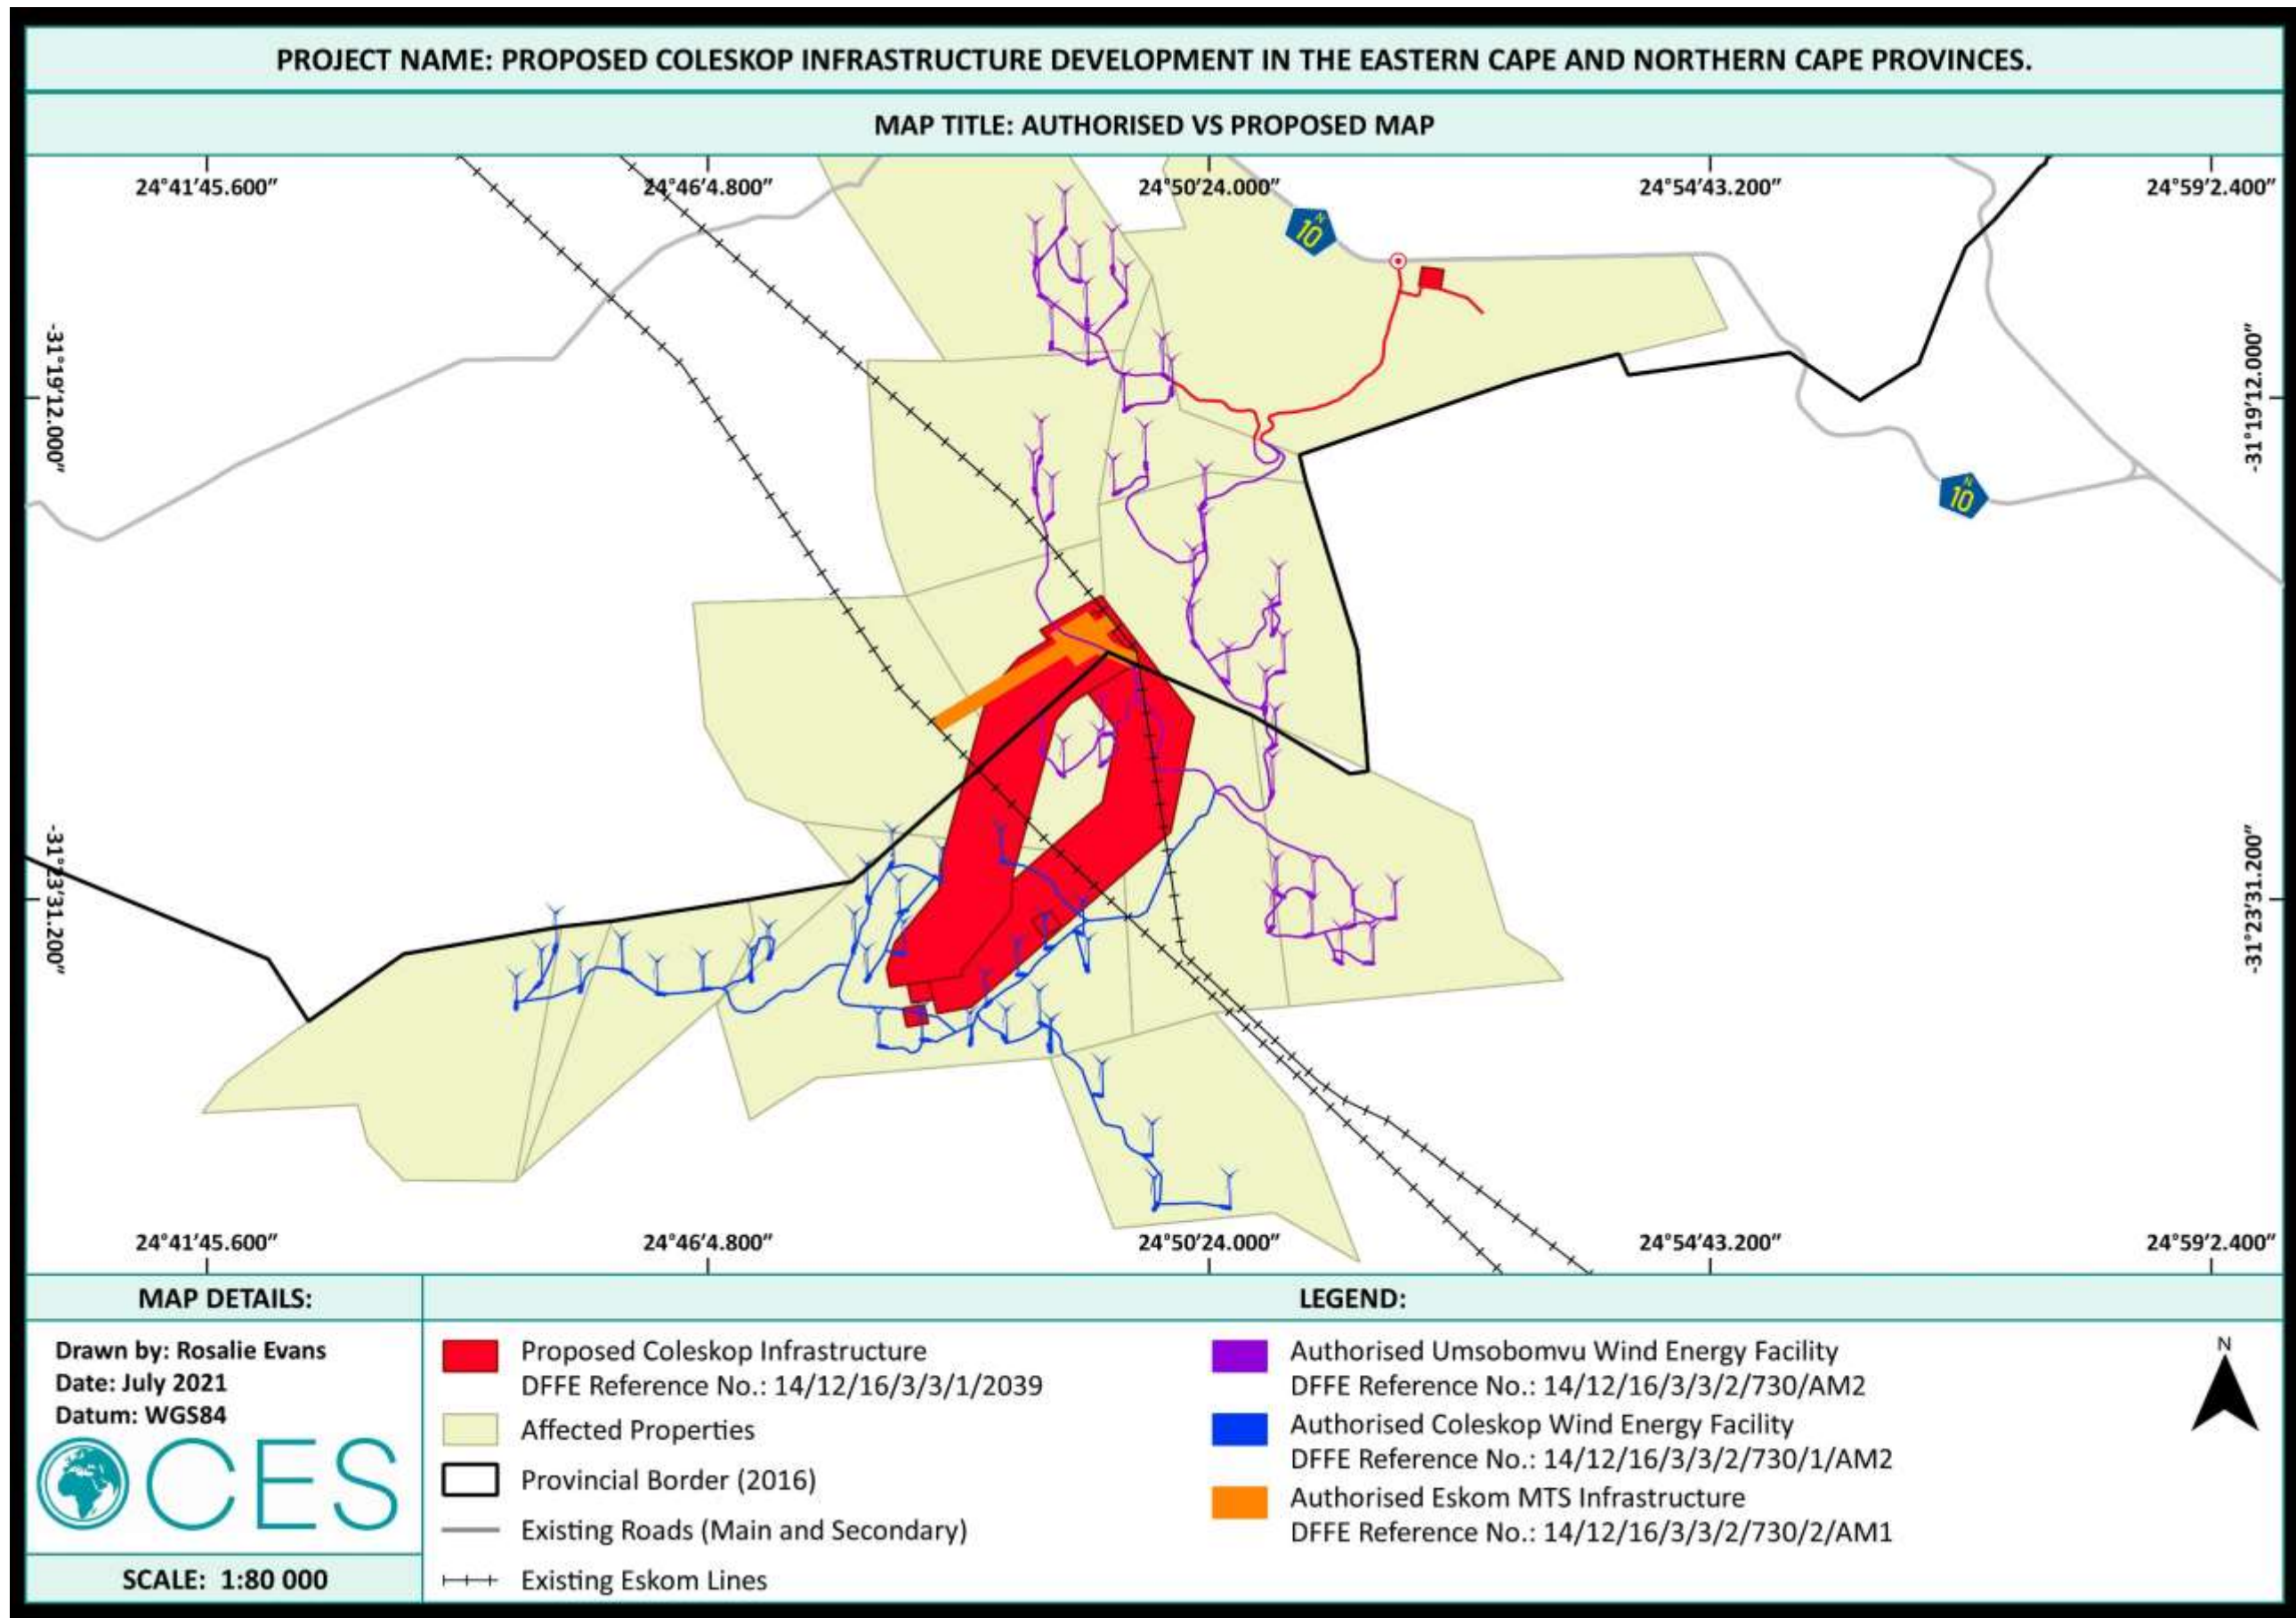 PROJECT NAME: PROPOSED COLESKOP INFRASTRUCTURE DEVELOPMENT IN THE EASTERN CAPE AND NORTHERN CAPE PROVINCES.
MAP TITLE: AUTHORISED VS PROPOSED MAP
24°41'45.600" 24°46'4.800" 24°50'24.000" 24°54'43.200" 24°59'2.400"
N
10
-31°19'12.000"
-31°19'12.000"
N
10
-31°23'31.200"
-31°23'31.200"
24°41'45.600" 24°46'4.800" 24°50'24.000" 24°54'43.200" 24°59'2.400"
MAP DETAILS:
Drawn by: Rosalie Evans
Date: July 2021
Datum: WGS84
CES
SCALE: 1:80 000
LEGEND:
Proposed Coleskop Infrastructure
DFFE Reference No.: 14/12/16/3/3/1/2039
Affected Properties
Provincial Border (2016)
Existing Roads (Main and Secondary)
Existing Eskom Lines
Authorised Umsobomvu Wind Energy Facility
DFFE Reference No.: 14/12/16/3/3/2/730/AM2
Authorised Coleskop Wind Energy Facility
DFFE Reference No.: 14/12/16/3/3/2/730/1/AM2
Authorised Eskom MTS Infrastructure
DFFE Reference No.: 14/12/16/3/3/2/730/2/AM1
N